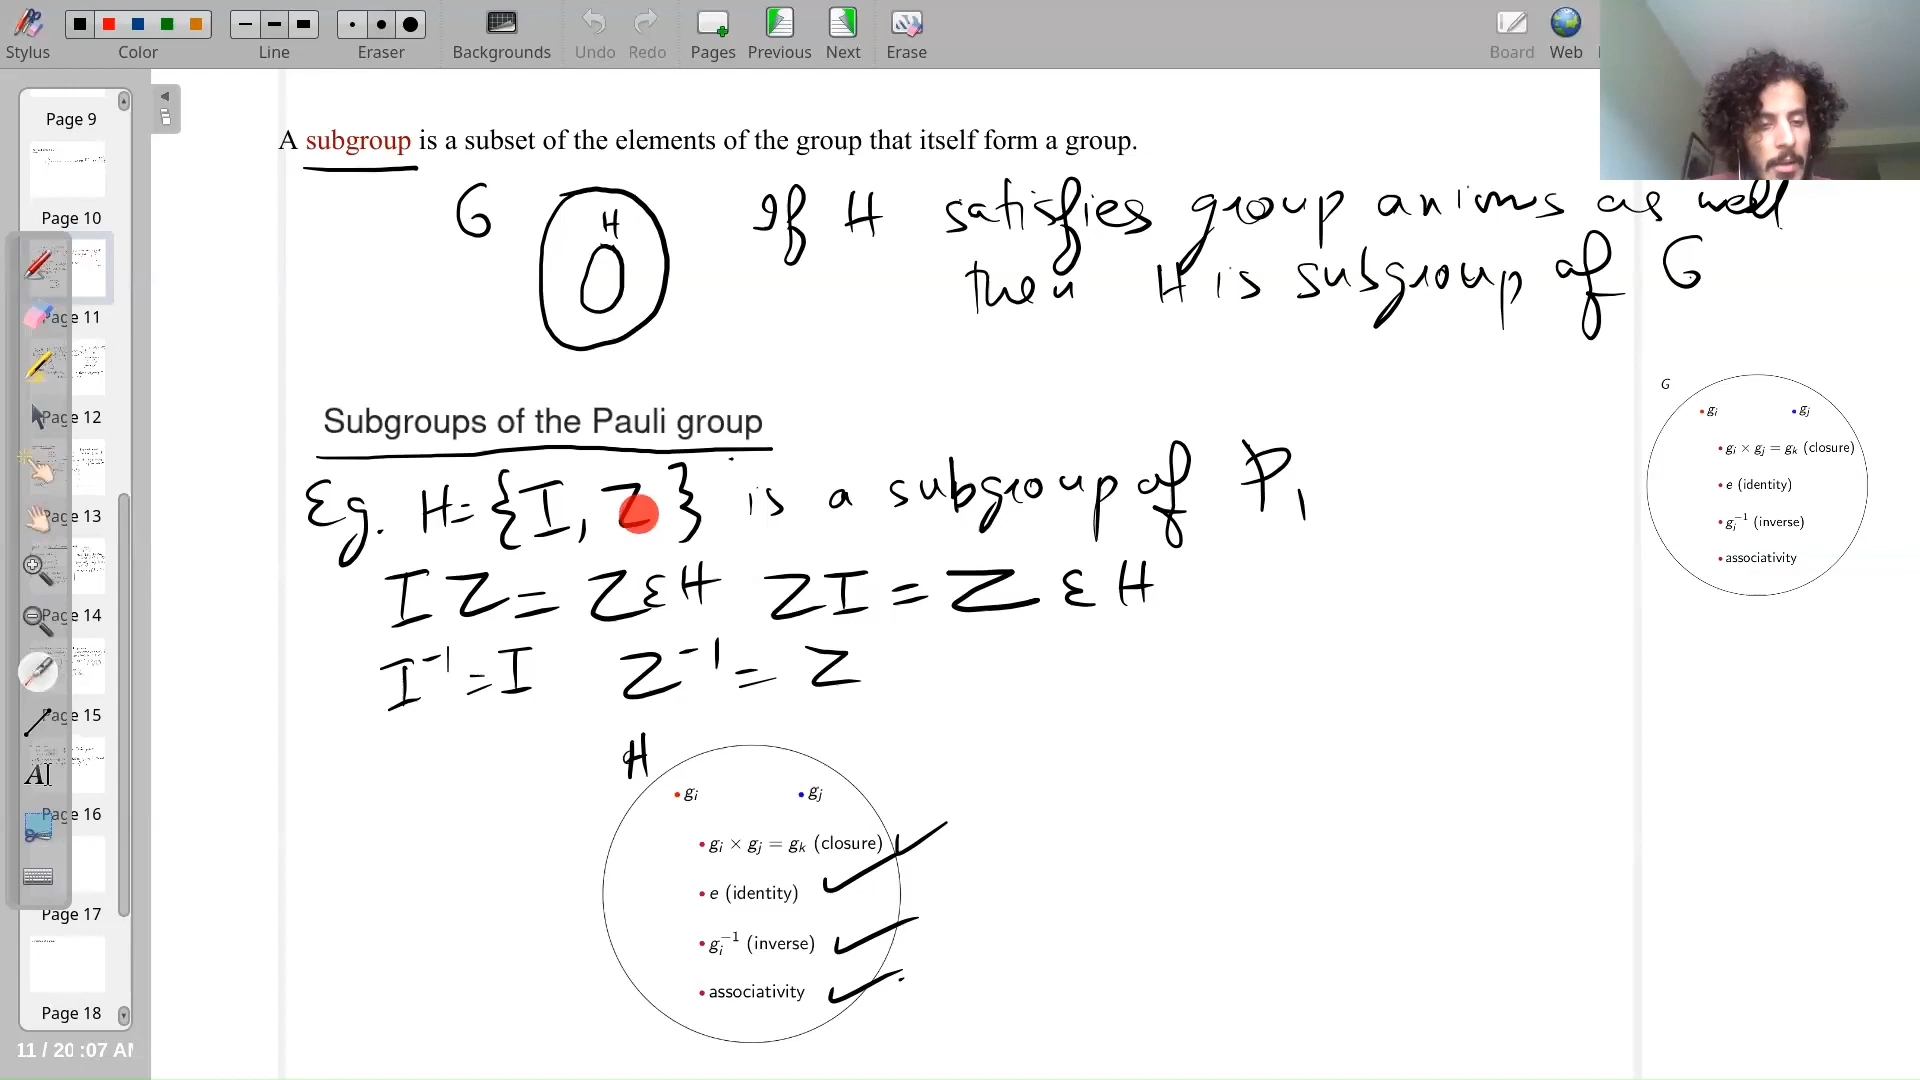 Stylus Color Line Eraser Backgrounds Undo Redo Pages Previous Next Erase Board Web
Page 9
Page 10
Page 11
Page 12
Page 13
Page 14
Page 15
Page 16
Page 17
Page 18
A subgroup is a subset of the elements of the group that itself form a group.
G H If H satisfies group axioms as well
then H is subgroup of G
Subgroups of the Pauli group
Eg. H = {I, Z} is a subgroup of P₁
I Z = Z ε H Z I = Z ε H
I⁻¹ = I Z⁻¹ = Z
H
gᵢ gⱼ
gᵢ × gⱼ = gₖ (closure)
e (identity)
gᵢ⁻¹ (inverse)
associativity
G
gᵢ gⱼ
gᵢ × gⱼ = gₖ (closure)
e (identity)
gᵢ⁻¹ (inverse)
associativity
11 / 20